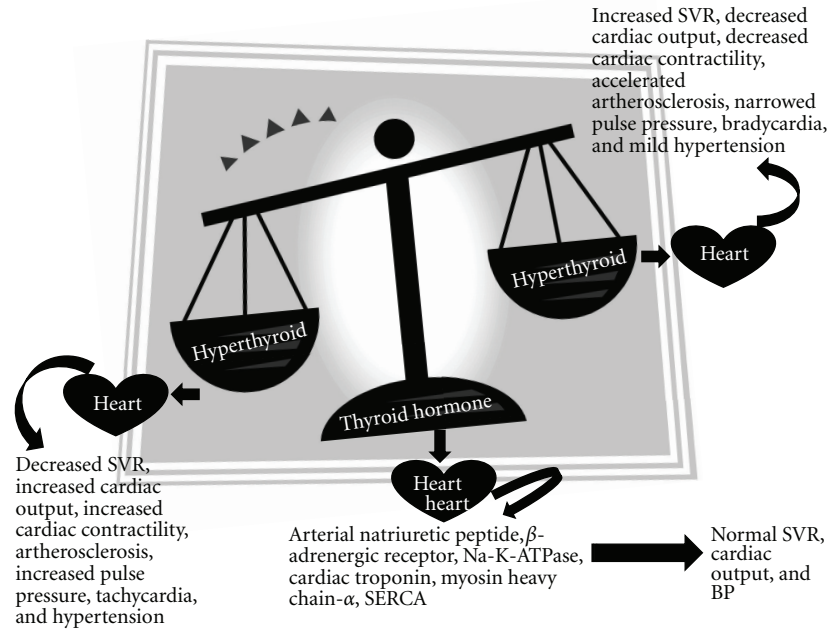 Increased SVR, decreased
cardiac output, decreased
cardiac contractility,
accelerated
artherosclerosis, narrowed
pulse pressure, bradycardia,
and mild hypertension
Heart
Hyperthyroid
Hyperthyroid
Heart
Thyroid hormone
Decreased SVR,
increased cardiac
output, increased
cardiac contractility,
artherosclerosis,
increased pulse
pressure, tachycardia,
and hypertension
Heart
heart
Arterial natriuretic peptide, β-
adrenergic receptor, Na-K-ATPase,
cardiac troponin, myosin heavy
chain-α, SERCA
Normal SVR,
cardiac
output, and
BP